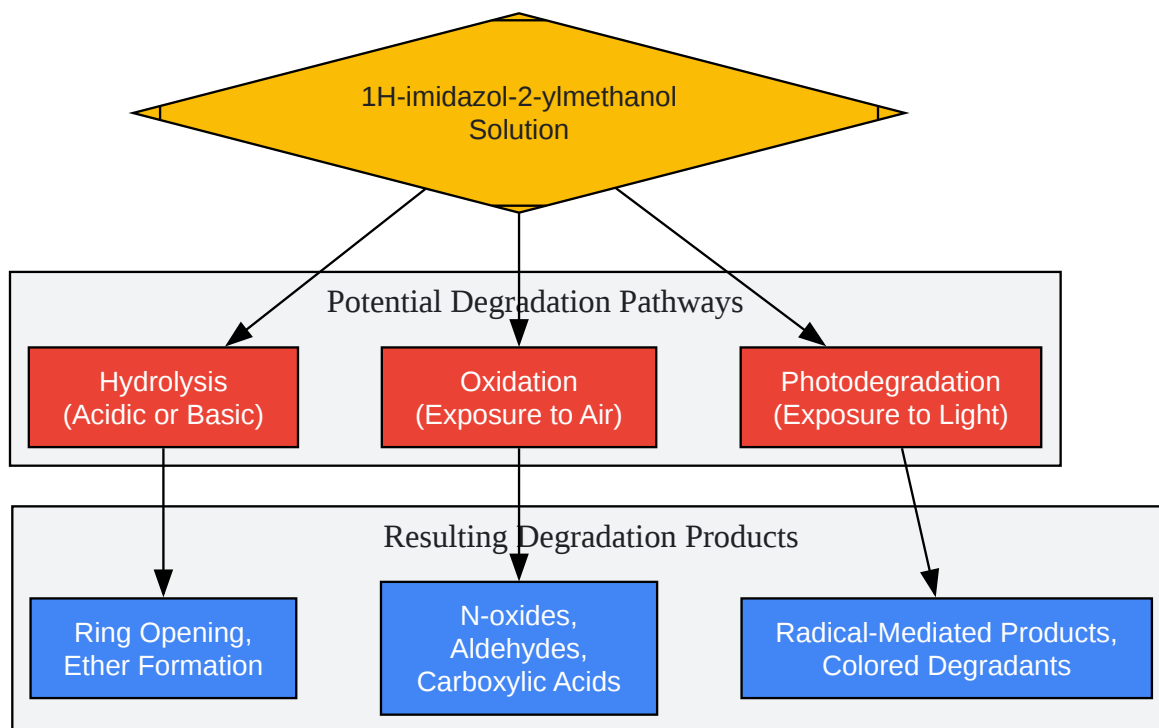 1H-imidazol-2-ylmethanol
Solution
Potential Degradation Pathways
Hydrolysis
(Acidic or Basic)
Oxidation
(Exposure to Air)
Photodegradation
(Exposure to Light)
Resulting Degradation Products
Ring Opening,
Ether Formation
N-oxides,
Aldehydes,
Carboxylic Acids
Radical-Mediated Products,
Colored Degradants